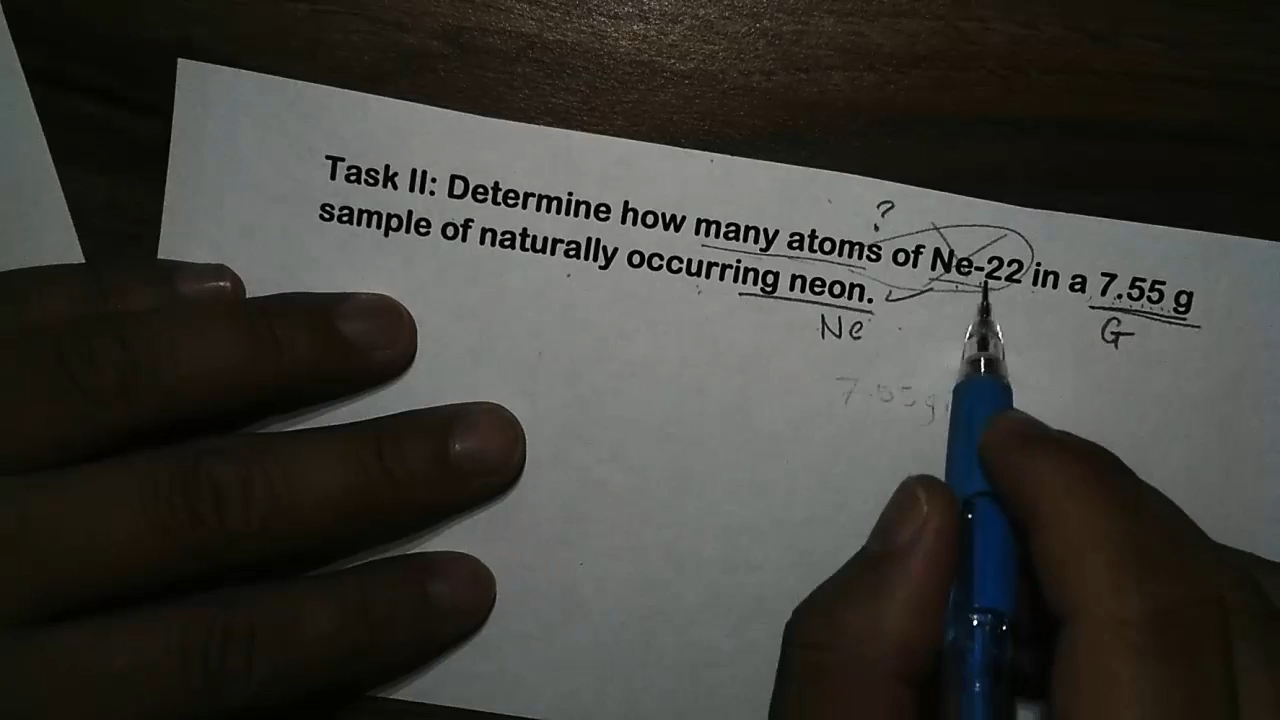 Task II: Determine how many atoms of Ne-22 in a 7.55 g
sample of naturally occurring neon.
?
Ne
G
7.55g